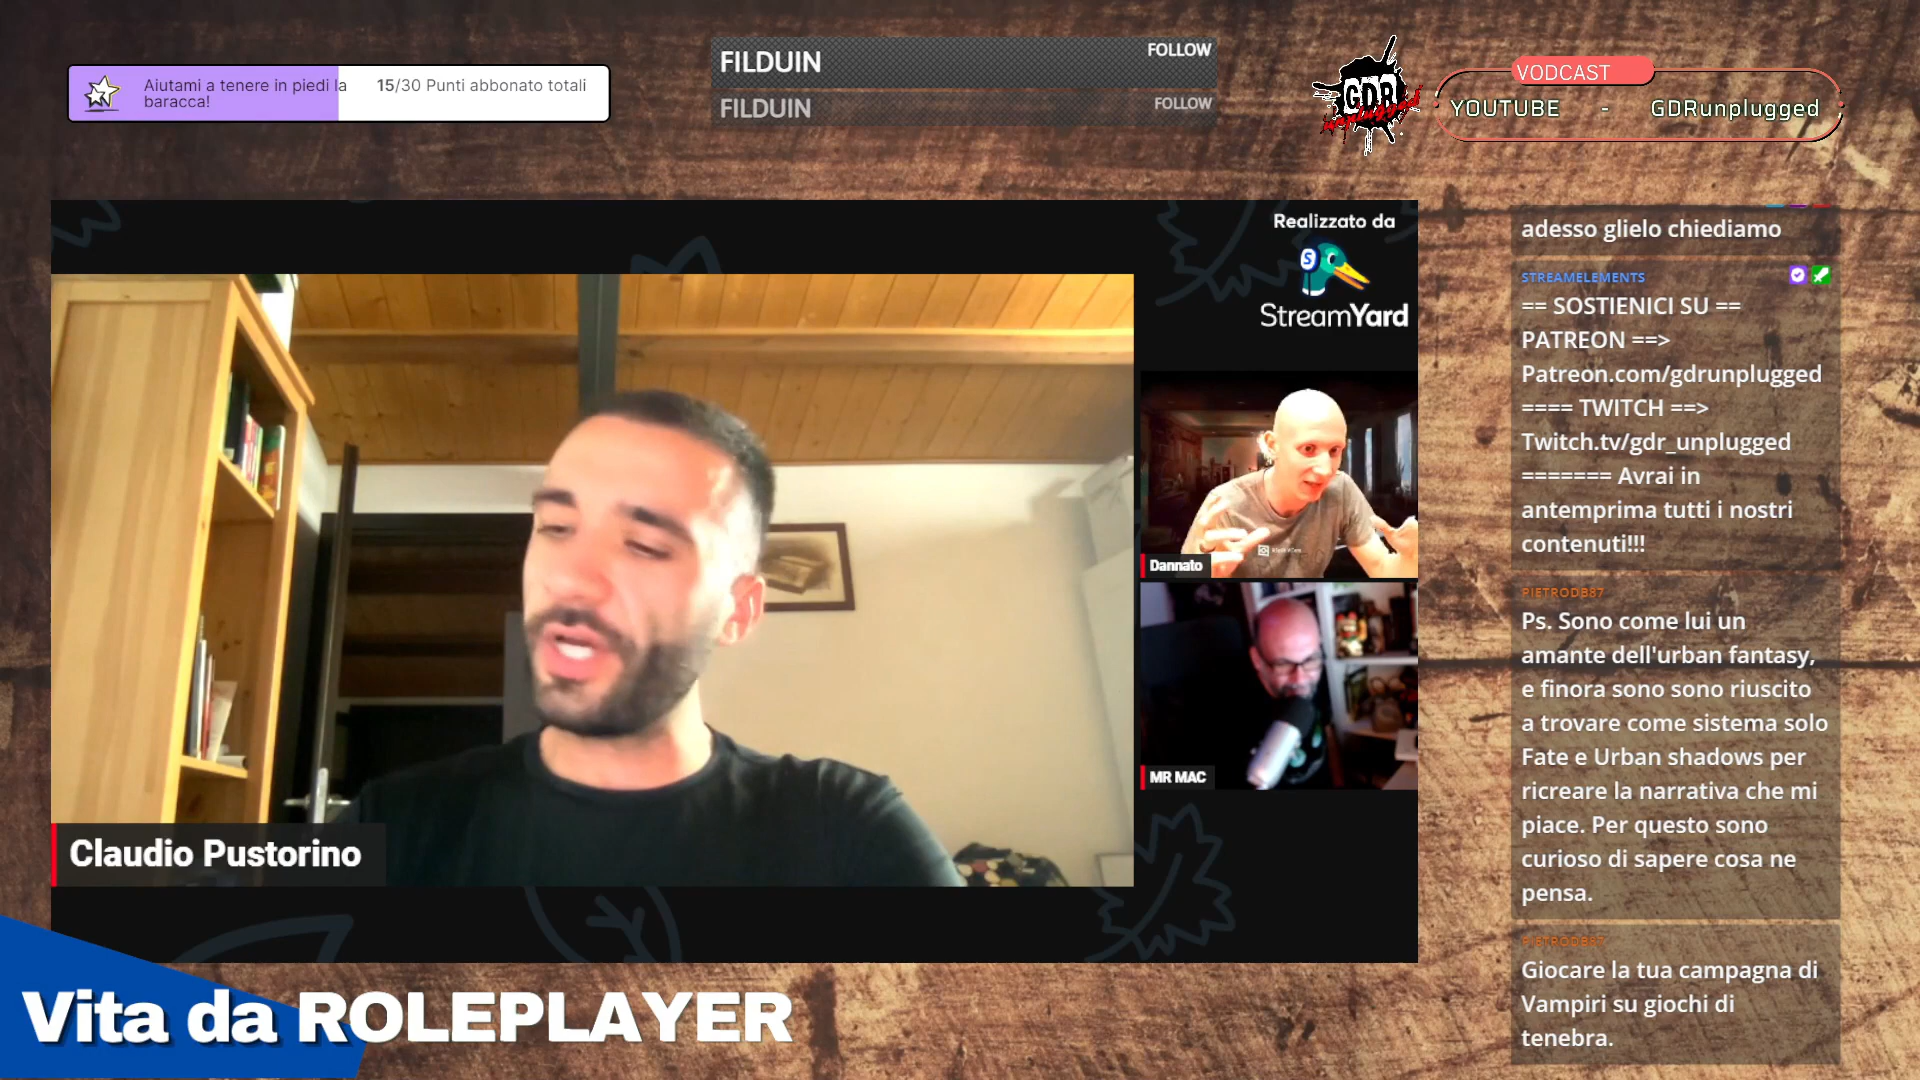 Aiutami a tenere in piedi la
baracca!
15/30 Punti abbonato totali
FILDUIN FOLLOW
FILDUIN FOLLOW
GDR
unplugged
VODCAST
YOUTUBE - GDRunplugged
Realizzato da
StreamYard
Dannato
MR MAC
Claudio Pustorino
Vita da ROLEPLAYER
adesso glielo chiediamo
STREAMELEMENTS
== SOSTIENICI SU ==
PATREON ==>
Patreon.com/gdrunplugged
==== TWITCH ==>
Twitch.tv/gdr_unplugged
======= Avrai in
antemprima tutti i nostri
contenuti!!!
PIETRODB87
Ps. Sono come lui un
amante dell'urban fantasy,
e finora sono sono riuscito
a trovare come sistema solo
Fate e Urban shadows per
ricreare la narrativa che mi
piace. Per questo sono
curioso di sapere cosa ne
pensa.
PIETRODB87
Giocare la tua campagna di
Vampiri su giochi di
tenebra.